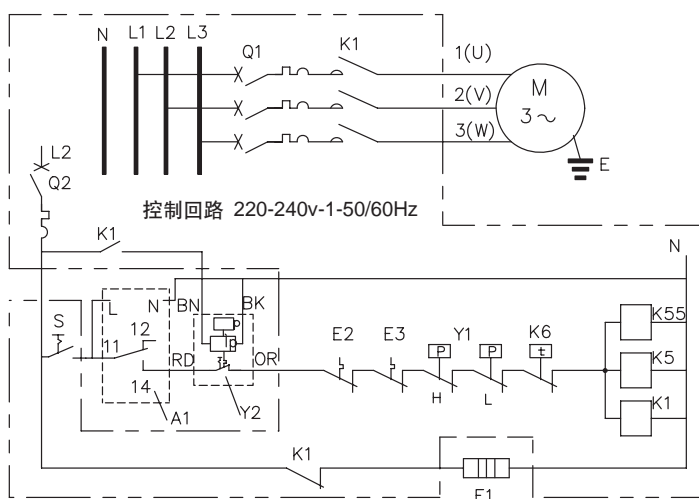 N L1 L2 L3
Q1
K1
1(U)
2(V)
3(W)
M
3~
E
L2
Q2
控制回路 220-240v-1-50/60Hz
K1
N
S
L
N
BN
BK
11
12
14
A1
RD
OR
Y2
E2
E3
P
Y1
P
K6
t
H
L
K55
K5
K1
K1
E1